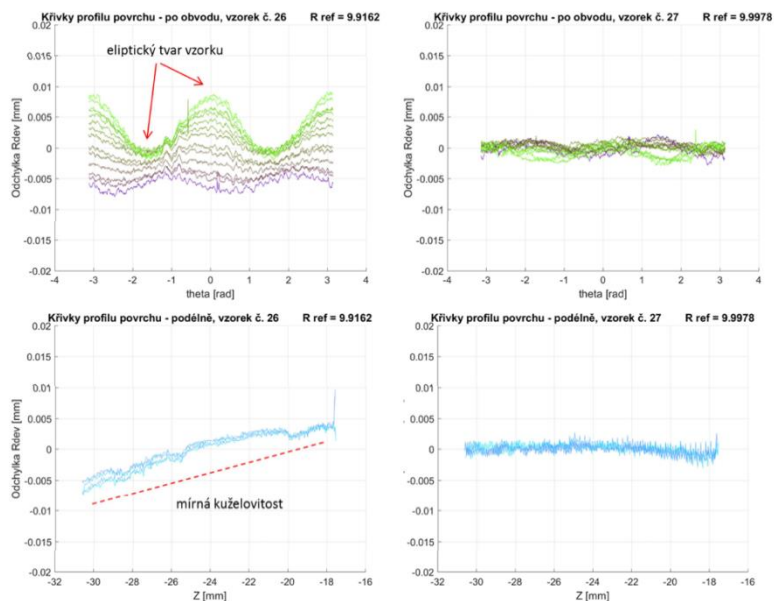 Křivky profilu povrchu - po obvodu, vzorek č. 26 R ref = 9.9162
0.02
0.015
0.01
0.005
0
-0.005
-0.01
-0.015
0.02
Odchylka Rdev [mm]
eliptický tvar vzorku
-4 -3 -2 -1 0 1 2 3 4
theta [rad]
Křivky profilu povrchu - po obvodu, vzorek č. 27 R ref = 9.9978
0.02
0.015
0.01
0.005
0
-0.005
-0.01
-0.015
0.02
Odchylka Rdev [mm]
-4 -3 -2 -1 0 1 2 3 4
theta [rad]
Křivky profilu povrchu - podélně, vzorek č. 26 R ref = 9.9162
0.02
0.015
0.01
0.005
0
-0.005
-0.01
-0.015
0.02
Odchylka Rdev [mm]
mírná kuželovitost
-32 -30 -28 -26 -24 -22 -20 -18 -16
Z [mm]
Křivky profilu povrchu - podélně, vzorek č. 27 R ref = 9.9978
0.02
0.015
0.01
0.005
0
-0.005
-0.01
-0.015
0.02
-32 -30 -28 -26 -24 -22 -20 -18 -16
Z [mm]